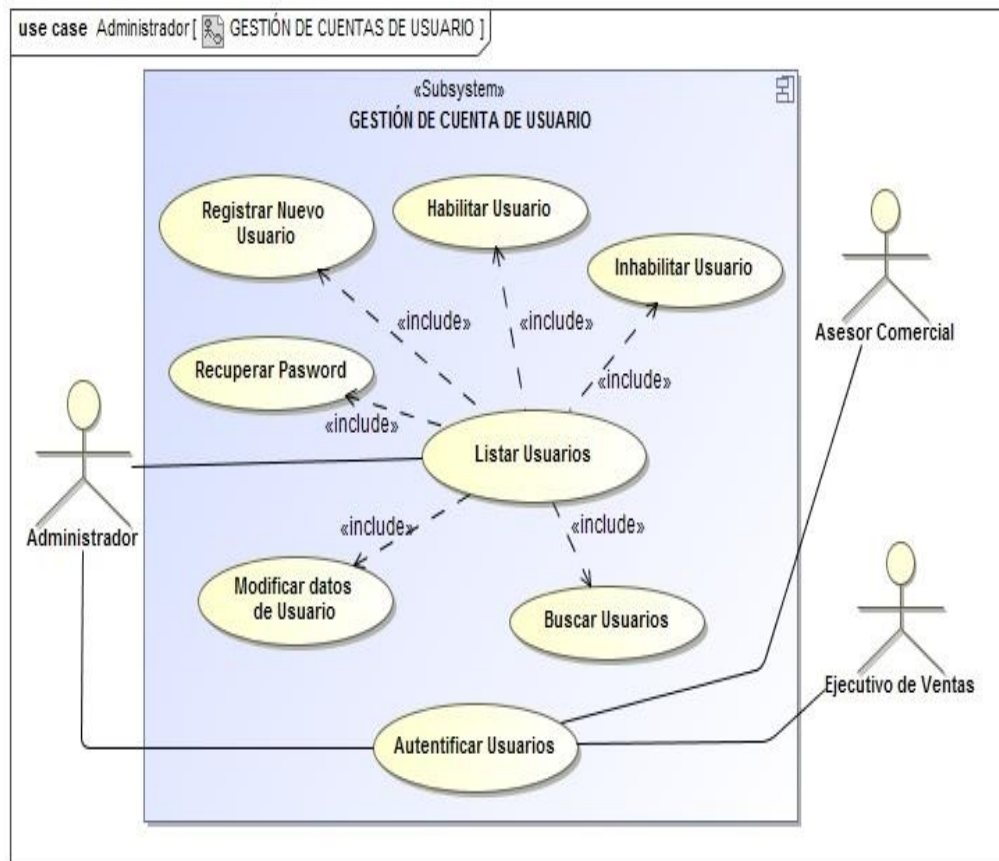 use case Administrador [ GESTIÓN DE CUENTAS DE USUARIO ]
«Subsystem»
GESTIÓN DE CUENTA DE USUARIO
Registrar Nuevo
Usuario
Habilitar Usuario
Inhabilitar Usuario
«include»
«include»
«include»
Recuperar Pasword
«include»
Listar Usuarios
Asesor Comercial
Administrador
«include»
«include»
Modificar datos
de Usuario
Buscar Usuarios
Ejecutivo de Ventas
Autentificar Usuarios